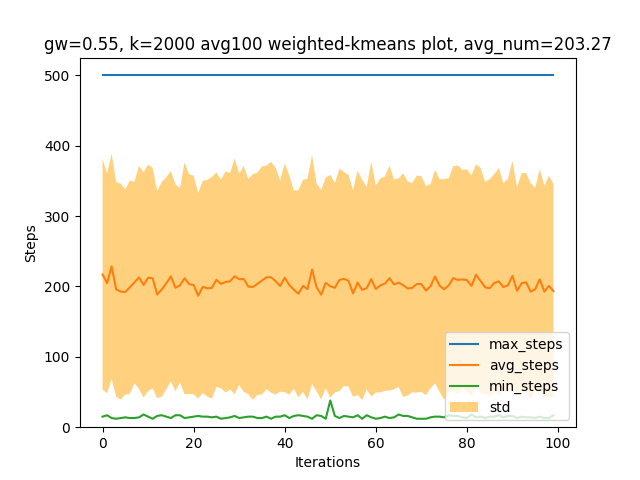 gw=0.55, k=2000 avg100 weighted-kmeans plot, avg_num=203.27
500
400
300
200
100
0
Steps
max_steps
avg_steps
min_steps
std
0 20 40 60 80 100
Iterations